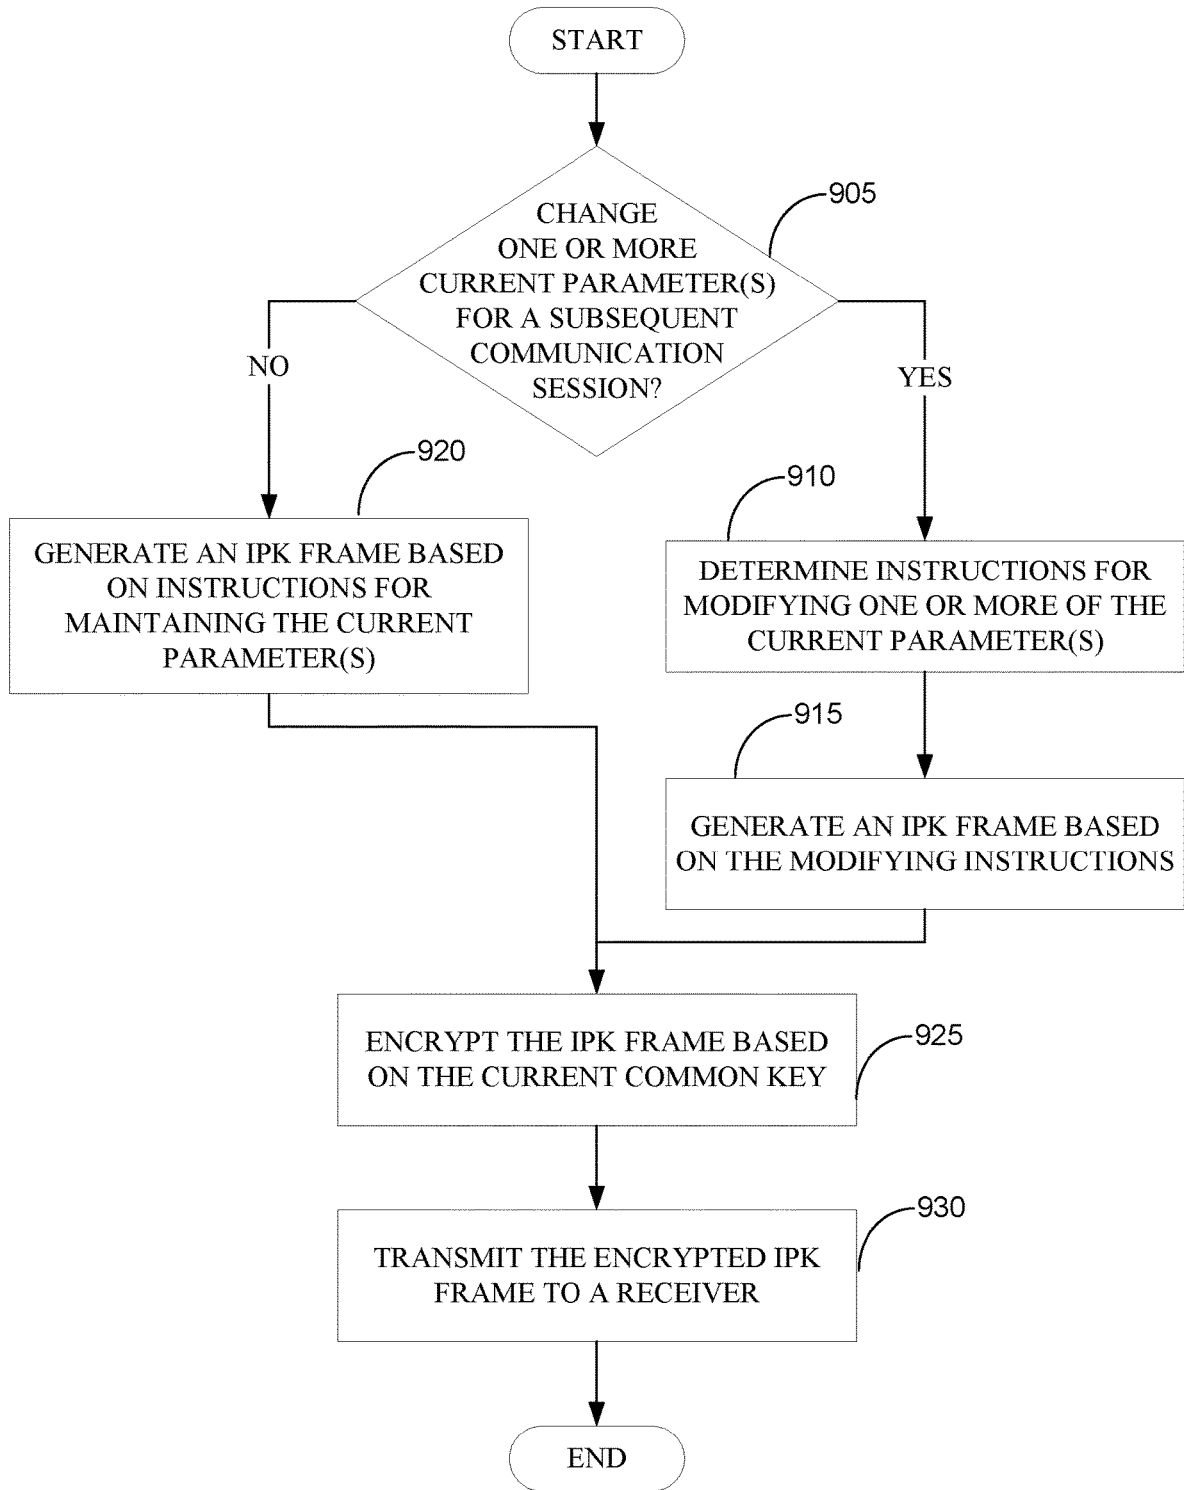 START
905
CHANGE
ONE OR MORE
CURRENT PARAMETER(S)
FOR A SUBSEQUENT
COMMUNICATION
SESSION?
NO
YES
920
GENERATE AN IPK FRAME BASED
ON INSTRUCTIONS FOR
MAINTAINING THE CURRENT
PARAMETER(S)
910
DETERMINE INSTRUCTIONS FOR
MODIFYING ONE OR MORE OF THE
CURRENT PARAMETER(S)
915
GENERATE AN IPK FRAME BASED
ON THE MODIFYING INSTRUCTIONS
925
ENCRYPT THE IPK FRAME BASED
ON THE CURRENT COMMON KEY
930
TRANSMIT THE ENCRYPTED IPK
FRAME TO A RECEIVER
END